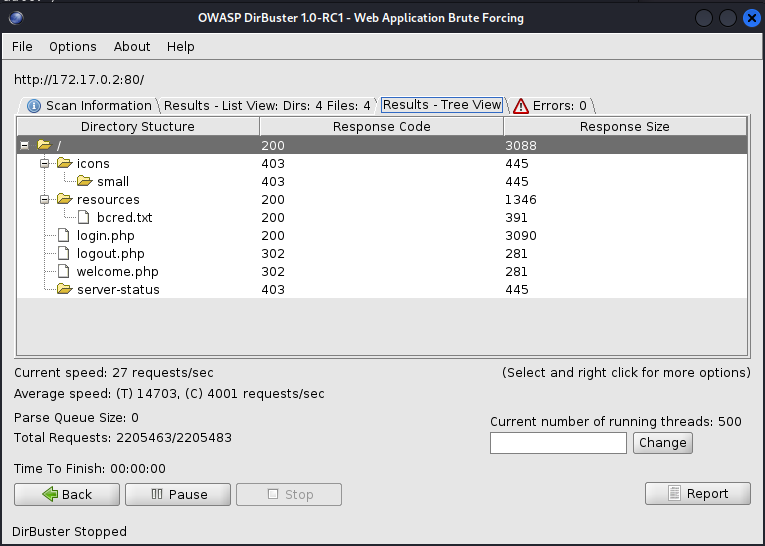 OWASP DirBuster 1.0-RC1 - Web Application Brute Forcing
File Options About Help
http://172.17.0.2:80/
Scan Information Results - List View: Dirs: 4 Files: 4 Results - Tree View Errors: 0
Directory Stucture Response Code Response Size
/ 200 3088
icons 403 445
small 403 445
resources 200 1346
bcred.txt 200 391
login.php 200 3090
logout.php 302 281
welcome.php 302 281
server-status 403 445
Current speed: 27 requests/sec (Select and right click for more options)
Average speed: (T) 14703, (C) 4001 requests/sec
Parse Queue Size: 0
Current number of running threads: 500
Total Requests: 2205463/2205483
Change
Time To Finish: 00:00:00
Back Pause Stop Report
DirBuster Stopped